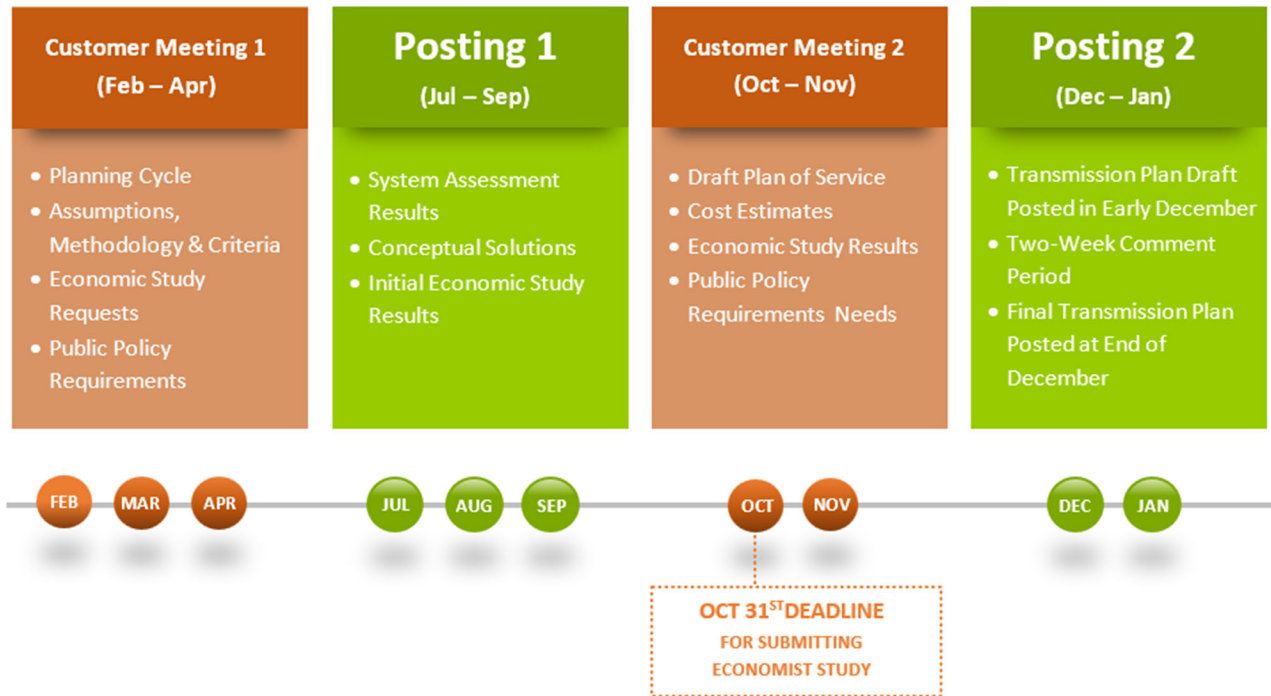 Customer Meeting 1
(Feb – Apr)
• Planning Cycle
• Assumptions,
Methodology & Criteria
• Economic Study
Requests
• Public Policy
Requirements
Posting 1
(Jul – Sep)
• System Assessment
Results
• Conceptual Solutions
• Initial Economic Study
Results
Customer Meeting 2
(Oct – Nov)
• Draft Plan of Service
• Cost Estimates
• Economic Study Results
• Public Policy
Requirements Needs
Posting 2
(Dec – Jan)
• Transmission Plan Draft
Posted in Early December
• Two-Week Comment
Period
• Final Transmission Plan
Posted at End of
December
FEB MAR APR JUL AUG SEP OCT NOV DEC JAN
OCT 31ST DEADLINE
FOR SUBMITTING
ECONOMIST STUDY